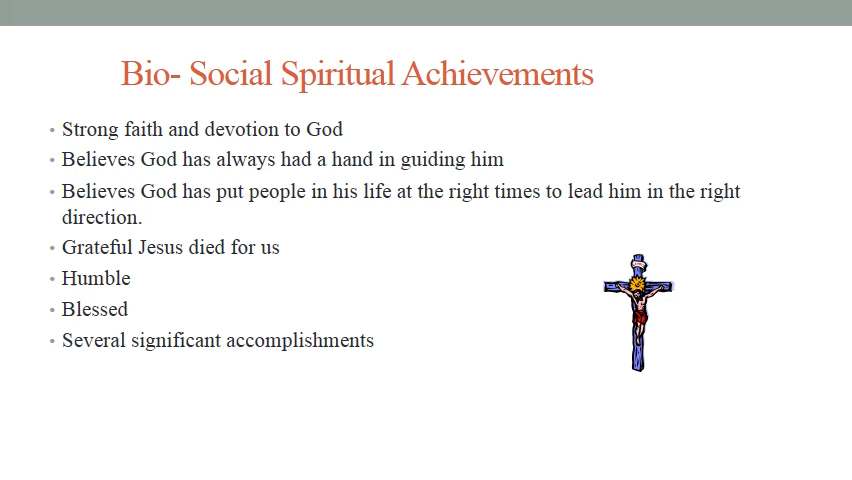 Bio- Social Spiritual Achievements
• Strong faith and devotion to God
• Believes God has always had a hand in guiding him
• Believes God has put people in his life at the right times to lead him in the right
direction.
• Grateful Jesus died for us
• Humble
• Blessed
• Several significant accomplishments